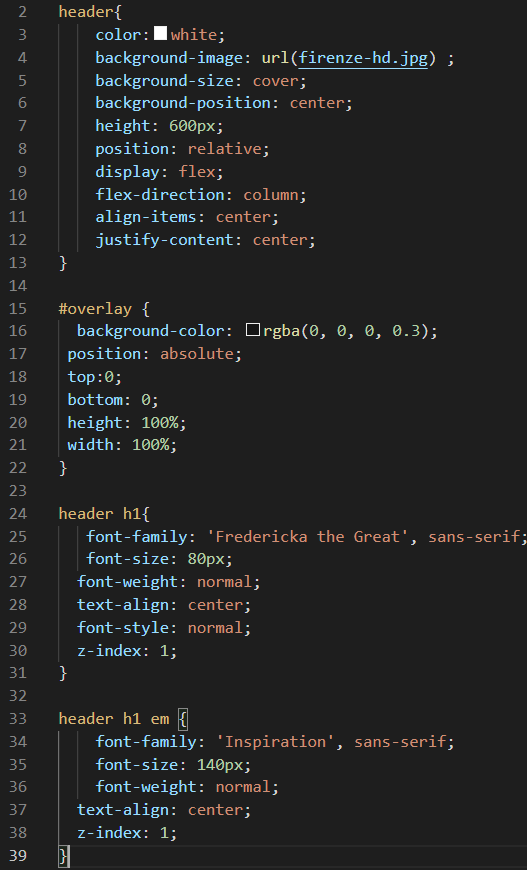 2 header{
3 color: white;
4 background-image: url(firenze-hd.jpg) ;
5 background-size: cover;
6 background-position: center;
7 height: 600px;
8 position: relative;
9 display: flex;
10 flex-direction: column;
11 align-items: center;
12 justify-content: center;
13 }
14
15 #overlay {
16 background-color: rgba(0, 0, 0, 0.3);
17 position: absolute;
18 top:0;
19 bottom: 0;
20 height: 100%;
21 width: 100%;
22 }
23
24 header h1{
25 font-family: 'Fredericka the Great', sans-serif;
26 font-size: 80px;
27 font-weight: normal;
28 text-align: center;
29 font-style: normal;
30 z-index: 1;
31 }
32
33 header h1 em {
34 font-family: 'Inspiration', sans-serif;
35 font-size: 140px;
36 font-weight: normal;
37 text-align: center;
38 z-index: 1;
39 }